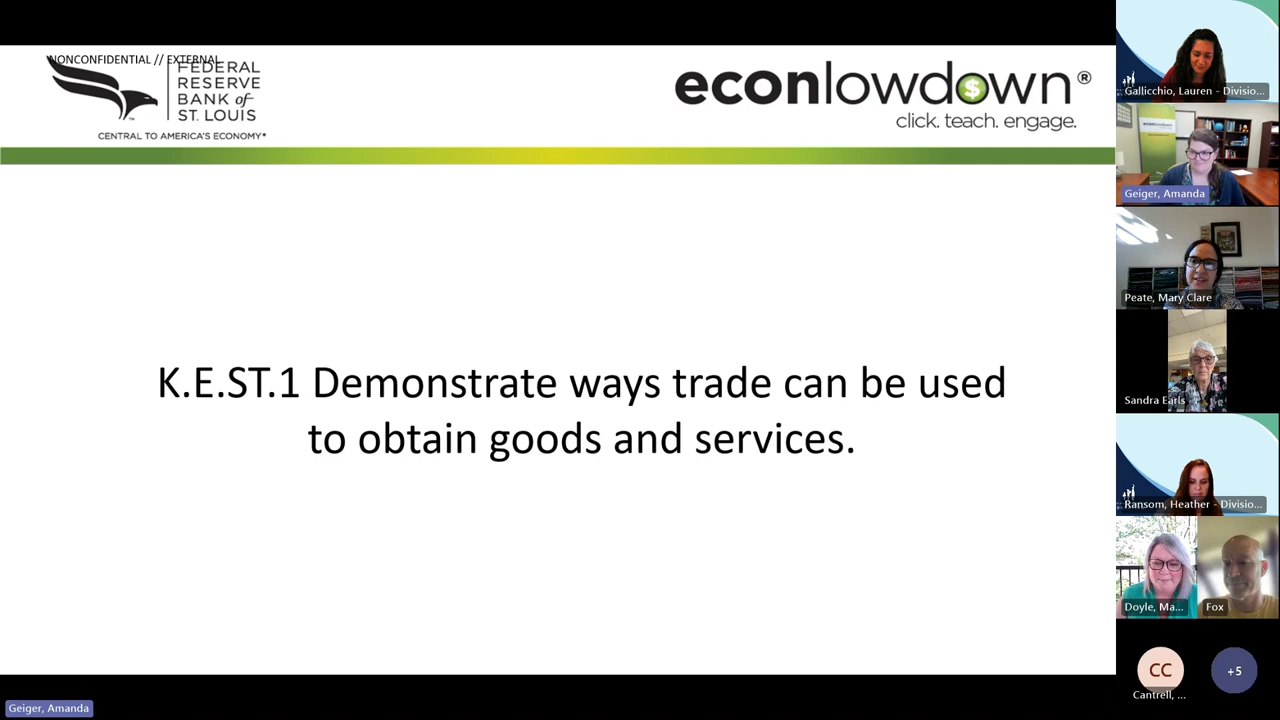 NONCONFIDENTIAL // EXTERNAL
FEDERAL
RESERVE
BANK of
ST. LOUIS
CENTRAL TO AMERICA'S ECONOMY®
econlowdown®
click. teach. engage.
K.E.ST.1 Demonstrate ways trade can be used
to obtain goods and services.
Gallicchio, Lauren - Divisio...
Geiger, Amanda
Peate, Mary Clare
Sandra Earls
Ransom, Heather - Divisio...
Doyle, Ma...
Fox
CC
Cantrell, ...
+5
Geiger, Amanda